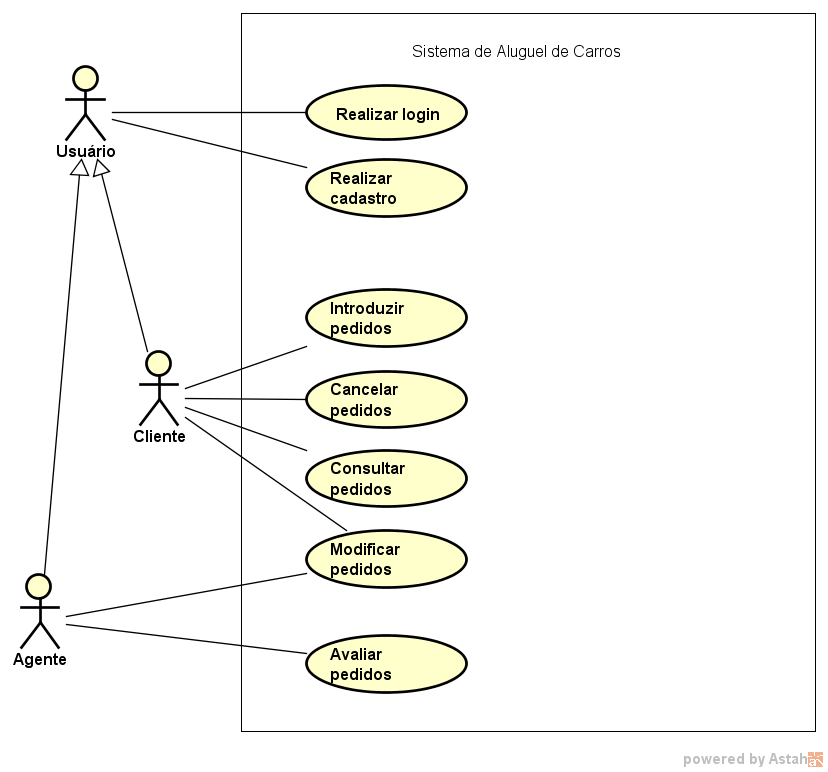 Sistema de Aluguel de Carros
Usuário
Realizar login
Realizar
cadastro
Introduzir
pedidos
Cliente
Cancelar
pedidos
Consultar
pedidos
Modificar
pedidos
Agente
Avaliar
pedidos
powered by Astah